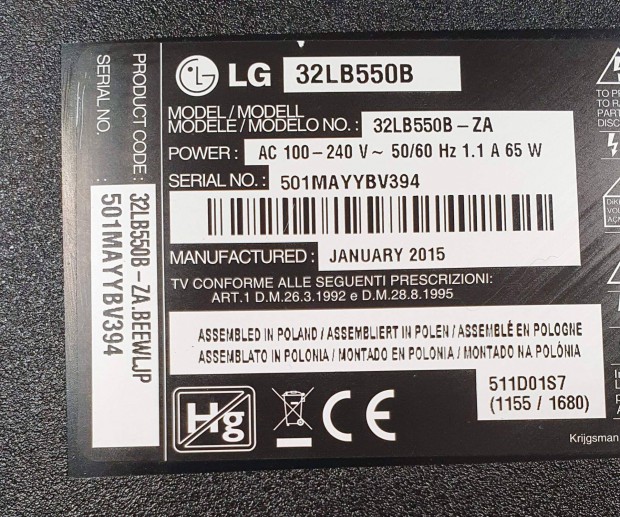 LG 32LB550B
MODEL / MODELL
MODÈLE / MODELO NO. : 32LB550B-ZA
POWER : AC 100-240 V~ 50/60 Hz 1.1 A 65 W
SERIAL NO. : 501MAYYBV394
MANUFACTURED : JANUARY 2015
TV CONFORME ALLE SEGUENTI PRESCRIZIONI:
ART.1 D.M.26.3.1992 e D.M.28.8.1995
ASSEMBLED IN POLAND / ASSEMBLIERT IN POLEN / ASSEMBLÉ EN POLOGNE
ASSEMBLATO IN POLONIA / MONTADO EN POLONIA / MONTADO NA POLÓNIA
511D01S7
(1155 / 1680)
Hg
CE
PRODUCT CODE : 32LB550B-ZA.BEEWLJP
SERIAL NO. 501MAYYBV394
Krijgsman